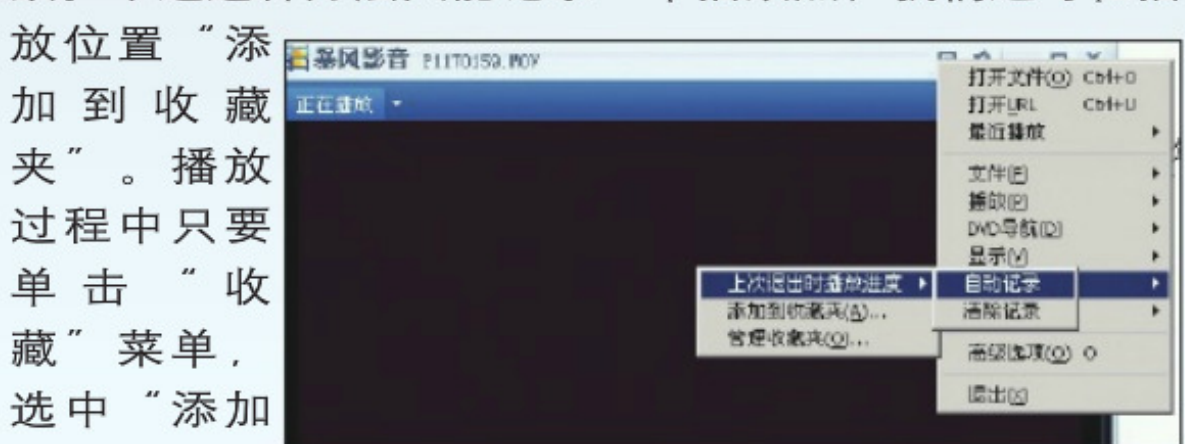 放位置“添
加到收藏
夹”。播放
过程中只要
单击“收
藏”菜单,
选中“添加
暴风影音 P1170159.MOV
正在播放
打开文件(O) Ctrl+O
打开URL Ctrl+U
最近播放
文件(F)
播放(P)
DVD导航(D)
显示(V)
上次退出时播放进度
自动记录
添加到收藏夹(A)...
清除记录
管理收藏夹(O)...
高级选项(O) O
退出(X)